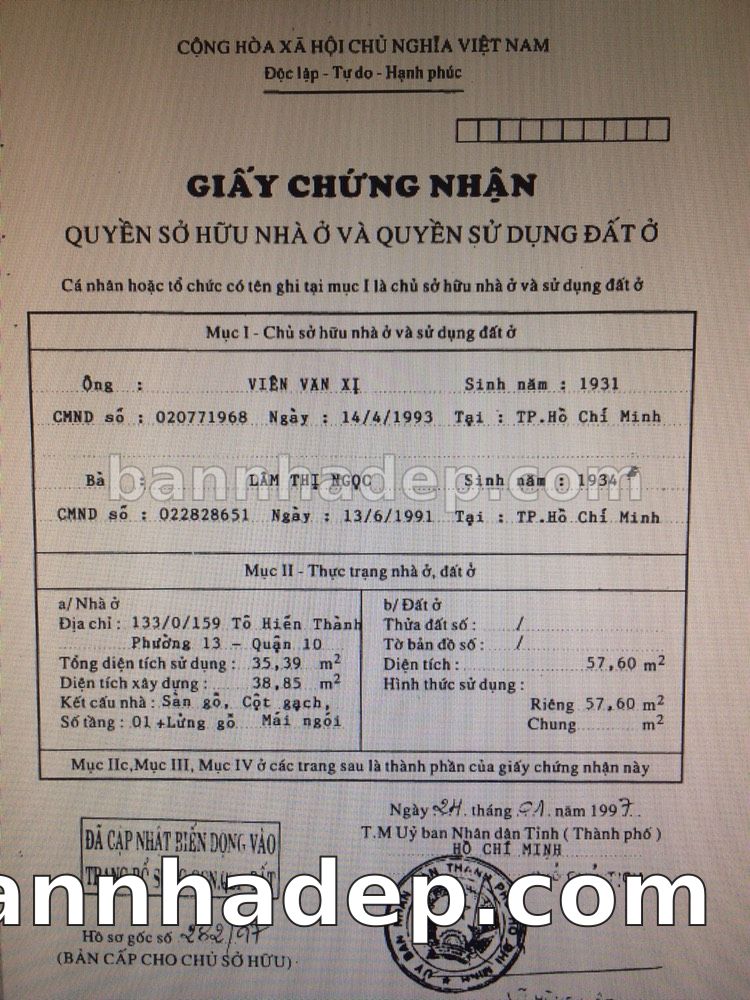 CỘNG HÒA XÃ HỘI CHỦ NGHĨA VIỆT NAM
Độc lập - Tự do - Hạnh phúc
GIẤY CHỨNG NHẬN
QUYỀN SỞ HỮU NHÀ Ở VÀ QUYỀN SỬ DỤNG ĐẤT Ở
Cá nhân hoặc tổ chức có tên ghi tại mục I là chủ sở hữu nhà ở và sử dụng đất ở
Mục I - Chủ sở hữu nhà ở và sử dụng đất ở
Ông : VIÊN VĂN XỊ Sinh năm : 1931
CMND số : 020771968 Ngày : 14/4/1993 Tại : TP.Hồ Chí Minh
Bà : LÂM THỊ NGỌC Sinh năm : 1934
bannhadep.com
CMND số : 022828651 Ngày : 13/6/1991 Tại : TP.Hồ Chí Minh
Mục II - Thực trạng nhà ở, đất ở
a/ Nhà ở
Địa chỉ : 133/0/159 Tô Hiến Thành
Phường 13 - Quận 10
Tổng diện tích sử dụng : 35,39 m²
Diện tích xây dựng : 38,85 m²
Kết cấu nhà : Sàn gỗ, Cột gạch,
Số tầng : 01 +Lửng gỗ Mái ngói
b/ Đất ở
Thửa đất số : /
Tờ bản đồ số : /
Diện tích : 57,60 m²
Hình thức sử dụng :
Riêng 57,60 m²
Chung m²
Mục IIc,Mục III, Mục IV ở các trang sau là thành phần của giấy chứng nhận này
Ngày 24. tháng 01. năm 1997.
T.M Uỷ ban Nhân dân Tỉnh ( Thành phố )
HỒ CHÍ MINH
ĐÃ CẬP NHẬT BIẾN ĐỘNG VÀO
annhadep.com
Hồ sơ gốc số 282/97
(BẢN CẤP CHO CHỦ SỞ HỮU)